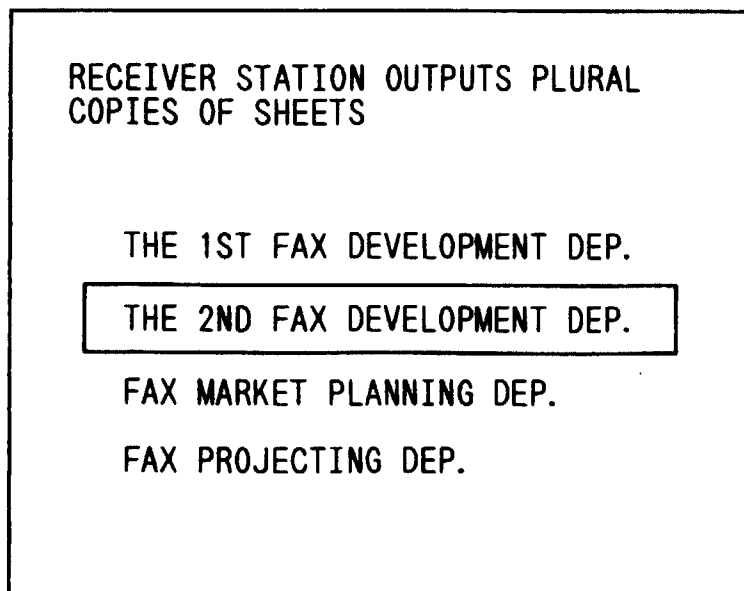 RECEIVER STATION OUTPUTS PLURAL
COPIES OF SHEETS
THE 1ST FAX DEVELOPMENT DEP.
THE 2ND FAX DEVELOPMENT DEP.
FAX MARKET PLANNING DEP.
FAX PROJECTING DEP.